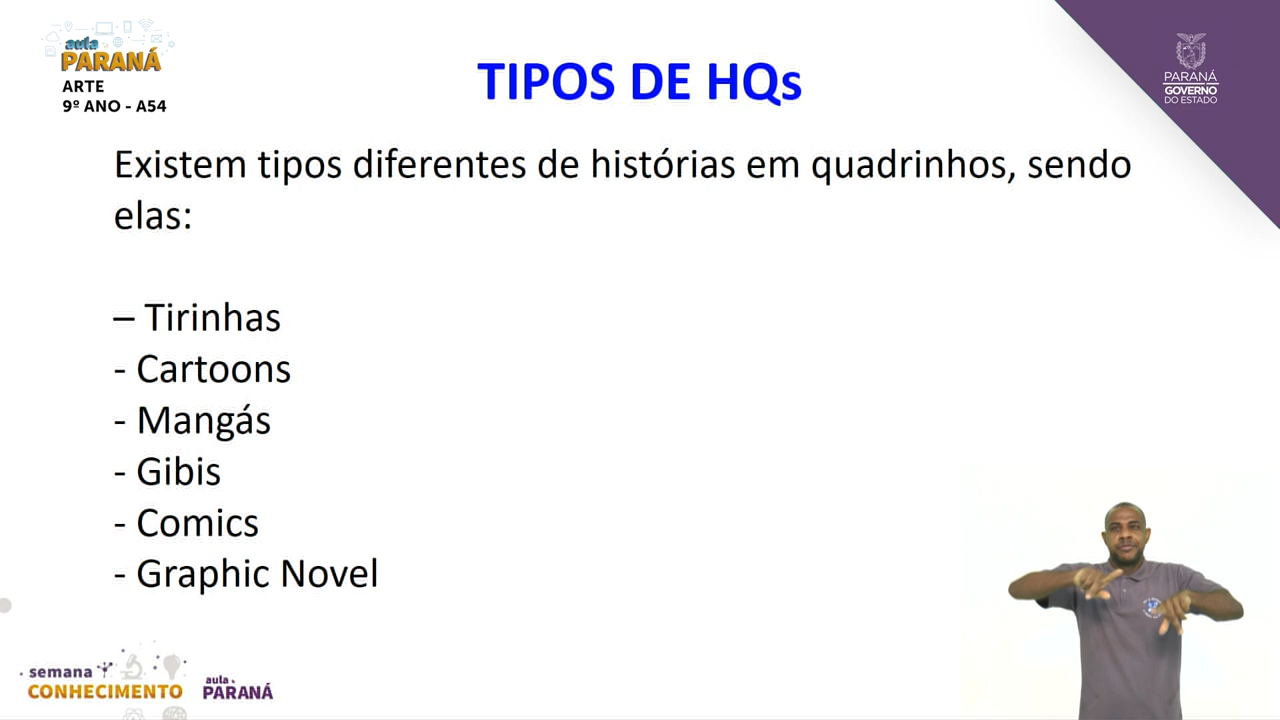 aula
PARANÁ
ARTE
9º ANO - A54
TIPOS DE HQs
PARANÁ
GOVERNO
DO ESTADO
Existem tipos diferentes de histórias em quadrinhos, sendo
elas:
– Tirinhas
- Cartoons
- Mangás
- Gibis
- Comics
- Graphic Novel
semana
CONHECIMENTO
aula
PARANÁ